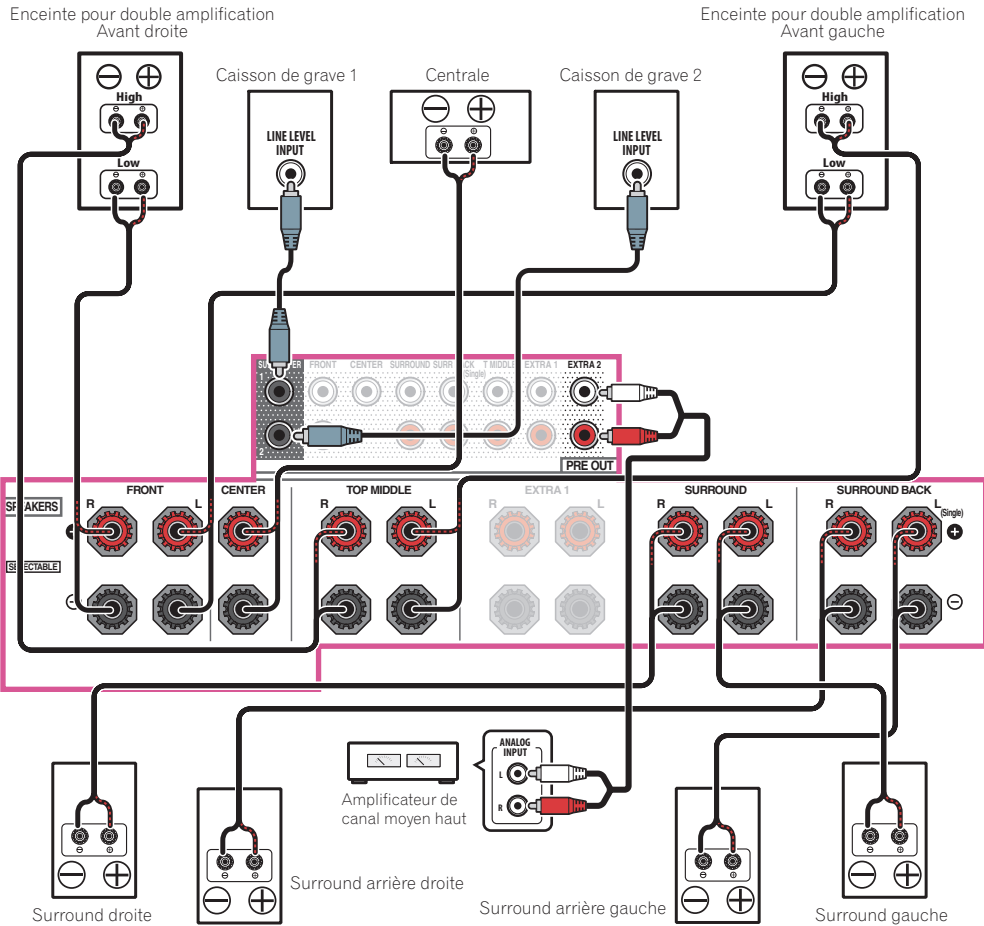 Enceinte pour double amplification
Avant droite
Enceinte pour double amplification
Avant gauche
Caisson de grave 1
Centrale
Caisson de grave 2
High
Low
LINE LEVEL
INPUT
LINE LEVEL
INPUT
High
Low
FRONT
CENTER
SURROUND
T MIDDLE
EXTRA 1
EXTRA 2
(Single)
1
2
PRE OUT
SPEAKERS
SELECTABLE
FRONT
R
L
CENTER
TOP MIDDLE
R
L
EXTRA 1
R
L
SURROUND
R
L
SURROUND BACK
R
L
(Single)
ANALOG
INPUT
L
R
Amplificateur de
canal moyen haut
Surround droite
Surround arrière droite
Surround arrière gauche
Surround gauche